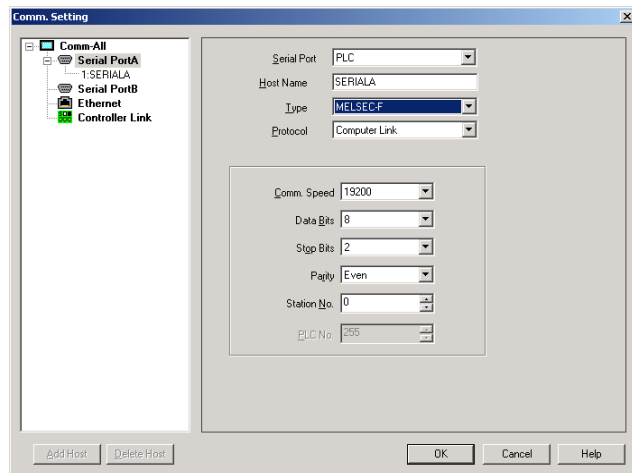 Comm. Setting
Comm-All
Serial PortA
1:SERIALA
Serial PortB
Ethernet
Controller Link
Serial Port PLC
Host Name SERIALA
Type MELSEC-F
Protocol Computer Link
Comm. Speed 19200
Data Bits 8
Stop Bits 2
Parity Even
Station No. 0
PLC No. 255
Add Host Delete Host OK Cancel Help